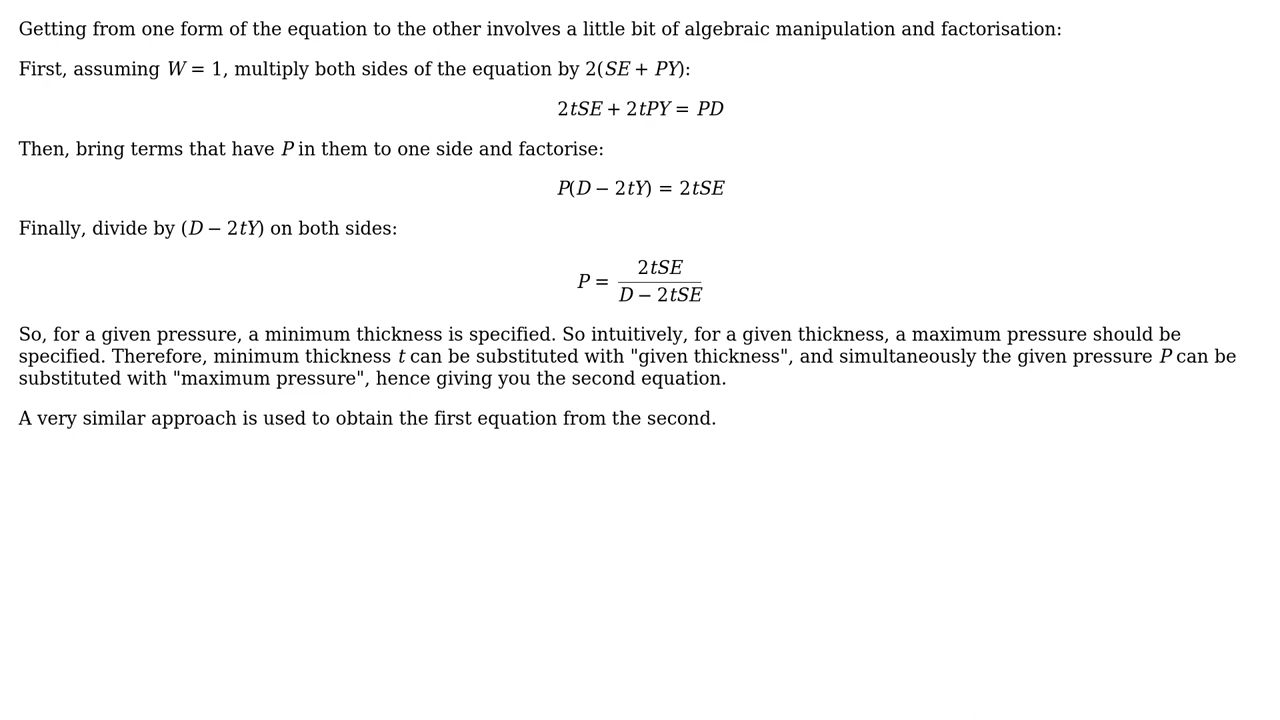 Getting from one form of the equation to the other involves a little bit of algebraic manipulation and factorisation:
First, assuming W = 1, multiply both sides of the equation by 2(SE + PY):
2tSE + 2tPY = PD
Then, bring terms that have P in them to one side and factorise:
P(D − 2tY) = 2tSE
Finally, divide by (D − 2tY) on both sides:
P = \frac{2tSE}{D − 2tSE}
So, for a given pressure, a minimum thickness is specified. So intuitively, for a given thickness, a maximum pressure should be
specified. Therefore, minimum thickness t can be substituted with "given thickness", and simultaneously the given pressure P can be
substituted with "maximum pressure", hence giving you the second equation.
A very similar approach is used to obtain the first equation from the second.